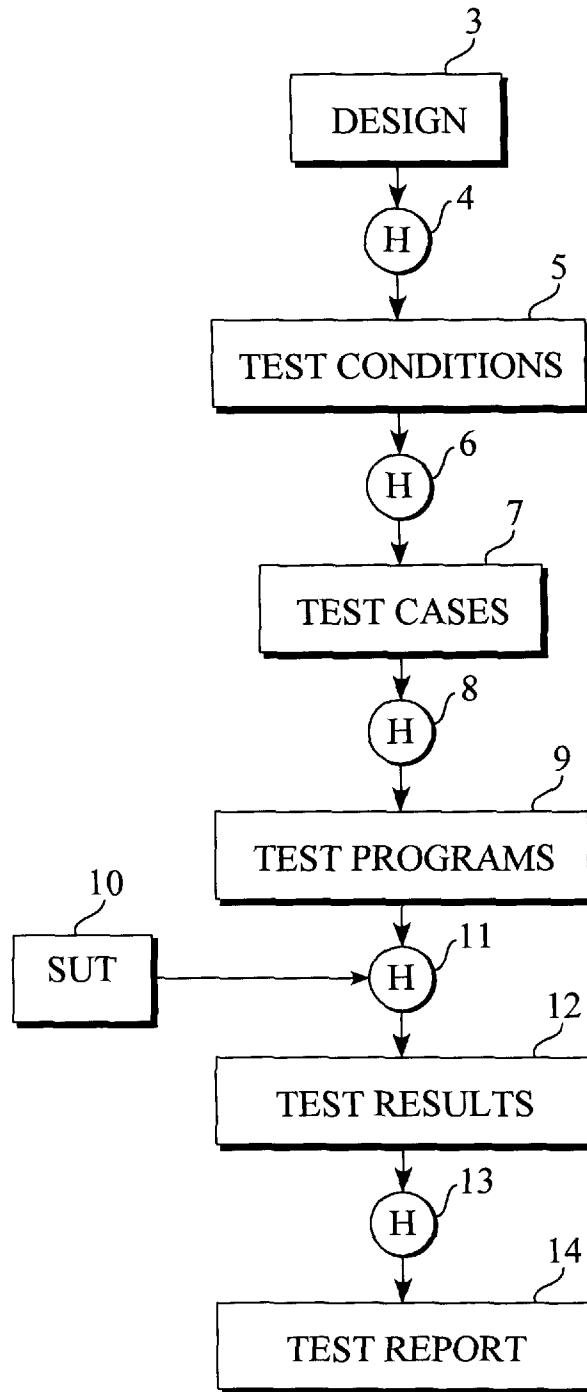 3
DESIGN
4
H
5
TEST CONDITIONS
6
H
7
TEST CASES
8
H
9
TEST PROGRAMS
10
SUT
11
H
12
TEST RESULTS
13
H
14
TEST REPORT